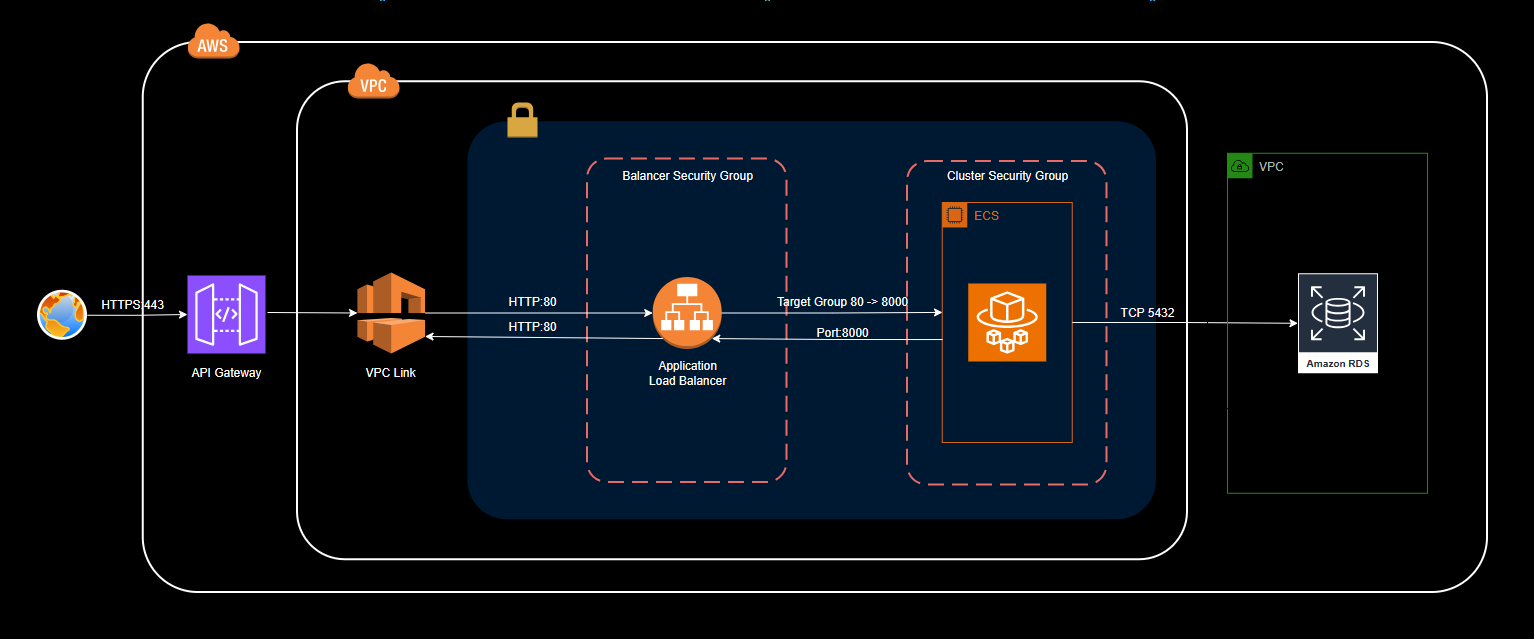 AWS
VPC
Balancer Security Group
Cluster Security Group
VPC
ECS
HTTPS:443
HTTP:80
Target Group 80 -> 8000
TCP 5432
</>
HTTP:80
Port:8000
API Gateway
VPC Link
Application
Load Balancer
Amazon RDS